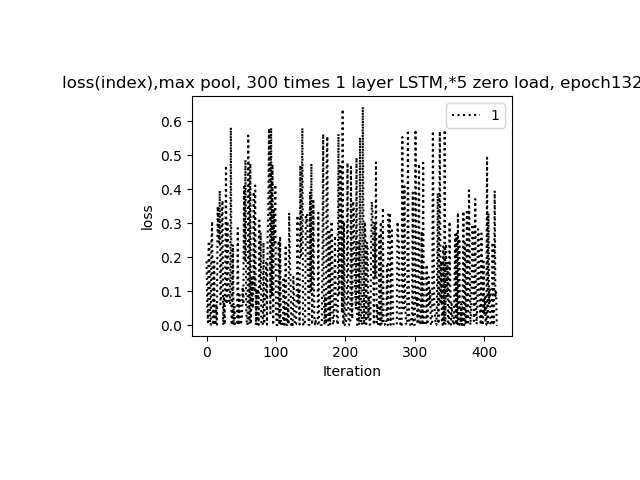 loss(index),max pool, 300 times 1 layer LSTM,*5 zero load, epoch132
1
loss
0.6
0.5
0.4
0.3
0.2
0.1
0.0
0 100 200 300 400
Iteration